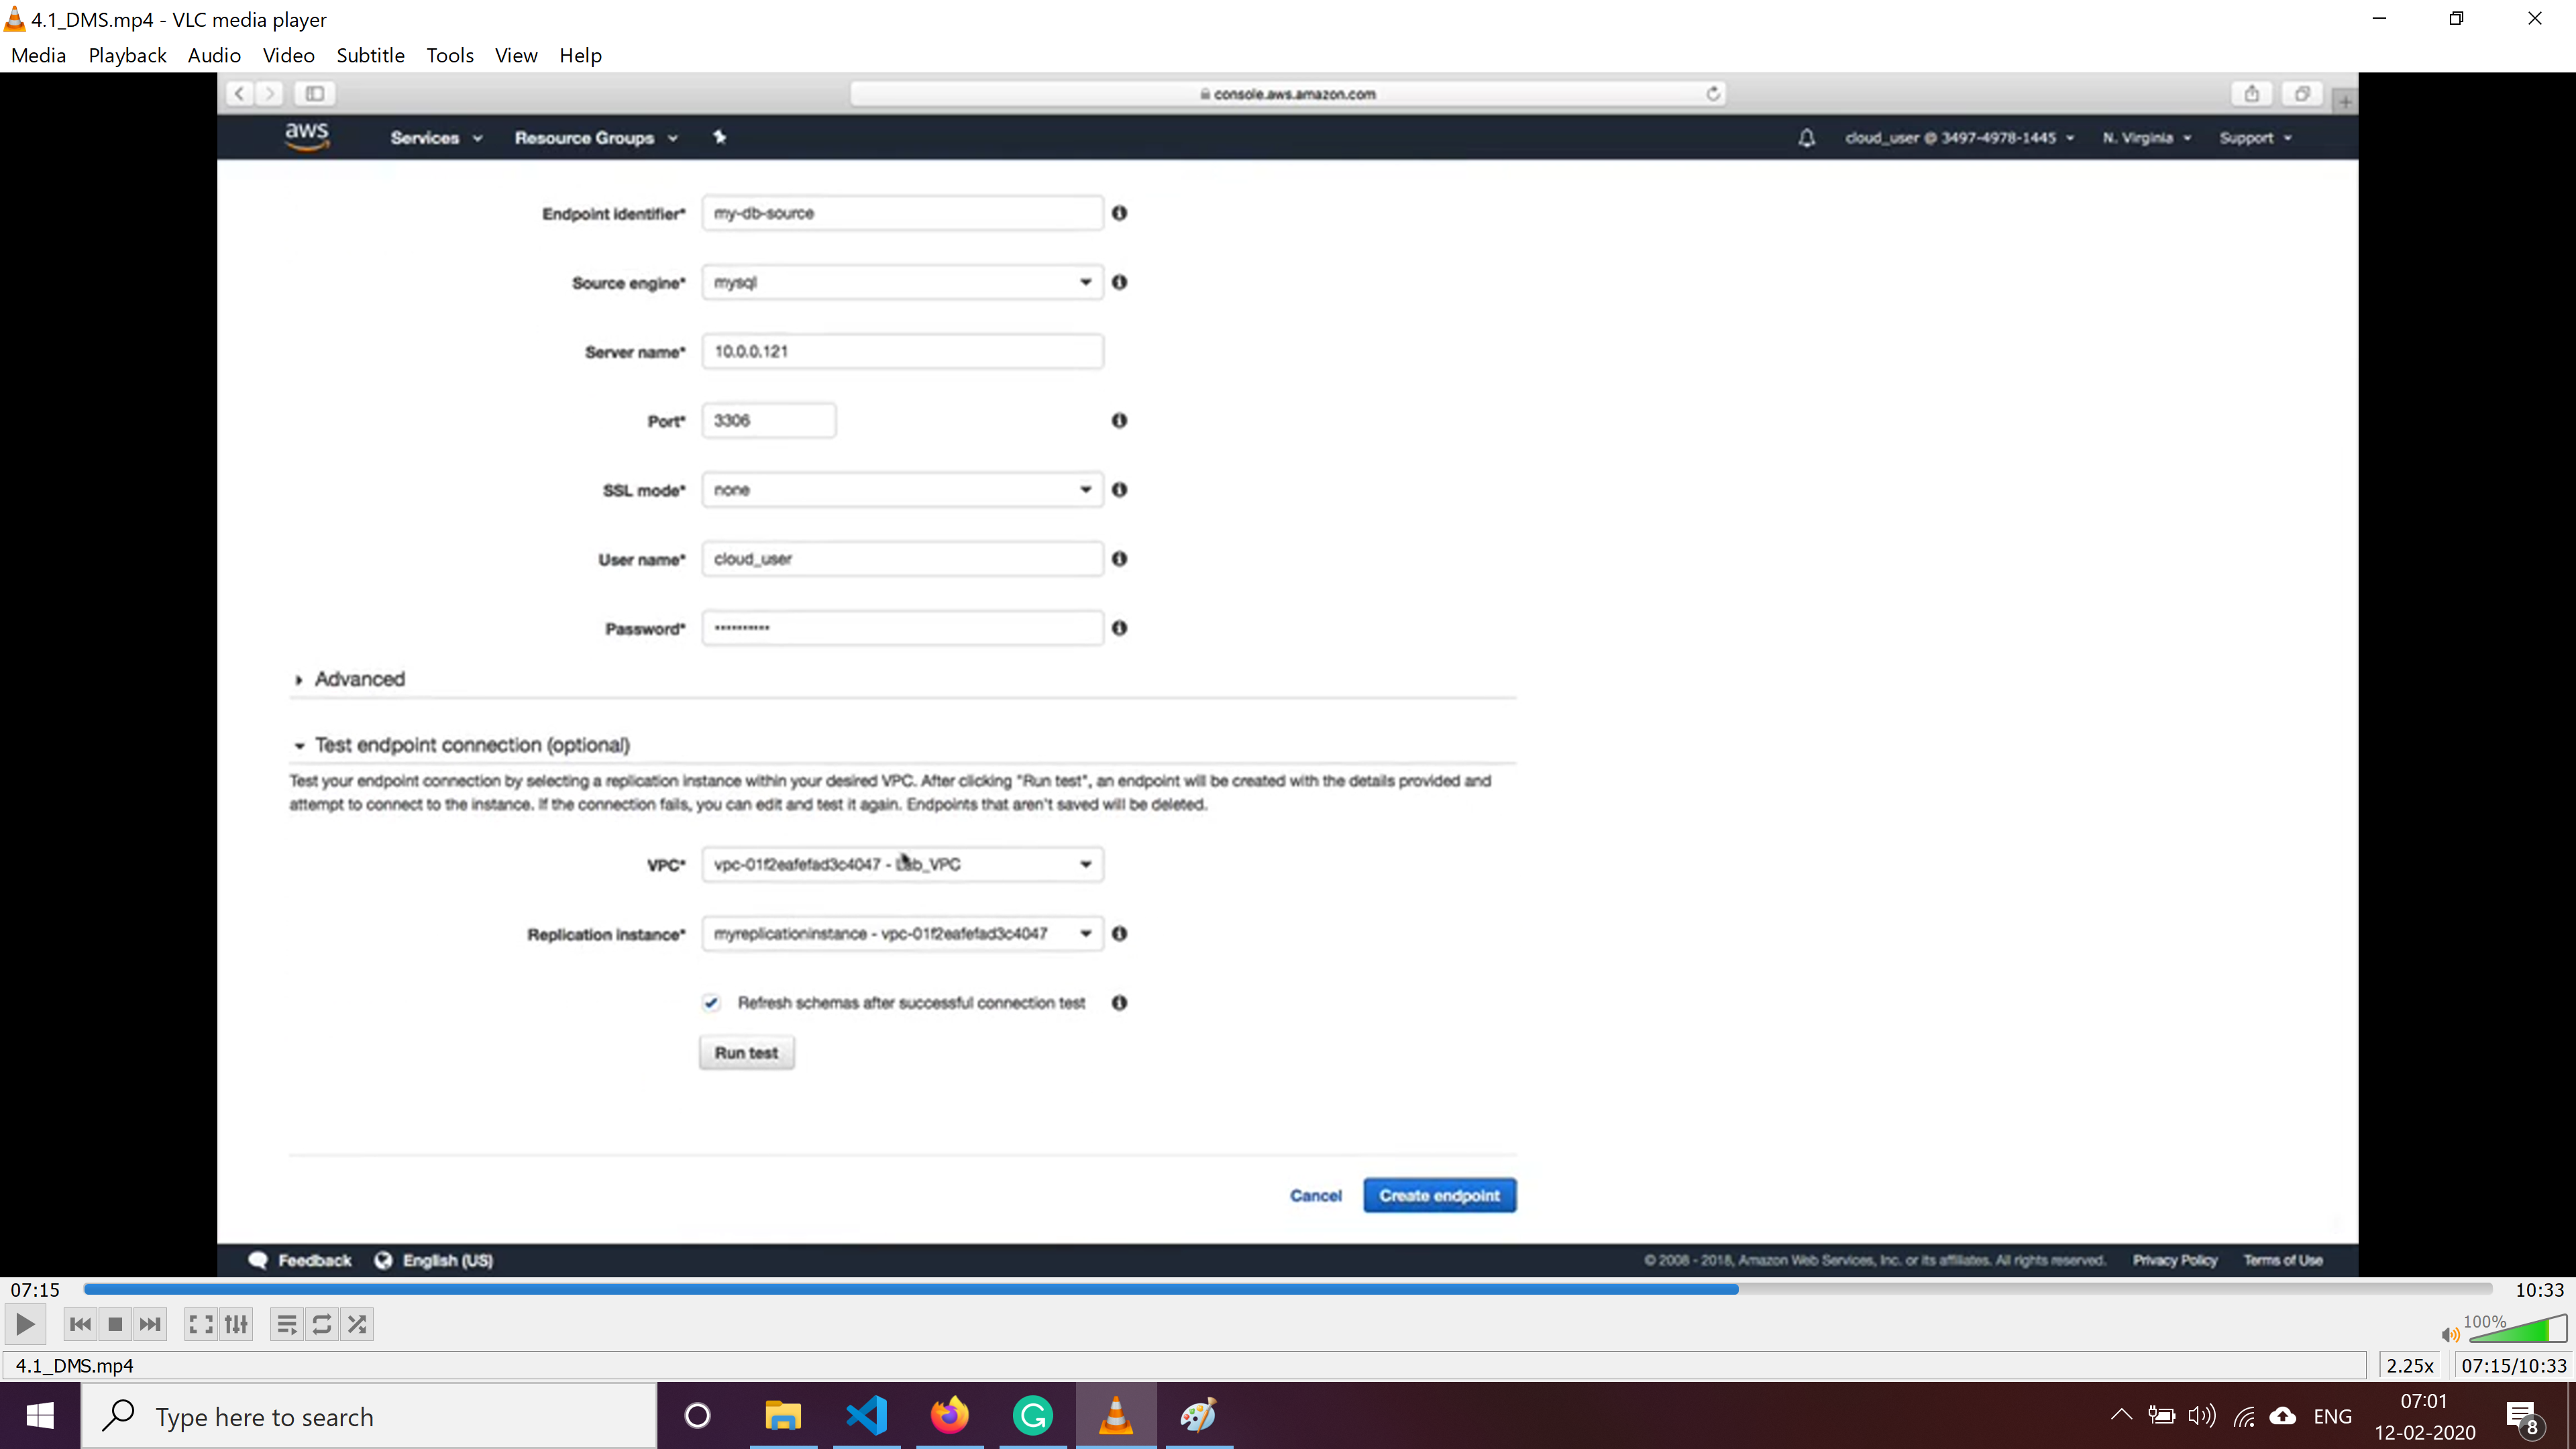 4.1_DMS.mp4 - VLC media player
Media Playback Audio Video Subtitle Tools View Help
console.aws.amazon.com
aws Services Resource Groups cloud_user @ 3497-4978-1445 N. Virginia Support
Endpoint identifier* my-db-source
Source engine* mysql
Server name* 10.0.0.121
Port* 3306
SSL mode* none
User name* cloud_user
Password* ••••••••••
Advanced
Test endpoint connection (optional)
Test your endpoint connection by selecting a replication instance within your desired VPC. After clicking "Run test", an endpoint will be created with the details provided and
attempt to connect to the instance. If the connection fails, you can edit and test it again. Endpoints that aren't saved will be deleted.
VPC* vpc-01f2eafefad3c4047 - Lab_VPC
Replication instance* myreplicationinstance - vpc-01f2eafefad3c4047
Refresh schemas after successful connection test
Run test
Cancel Create endpoint
Feedback English (US) © 2008 - 2018, Amazon Web Services, Inc. or its affiliates. All rights reserved. Privacy Policy Terms of Use
07:15 10:33
100%
4.1_DMS.mp4 2.25x 07:15/10:33
Type here to search ENG 07:01
12-02-2020 8